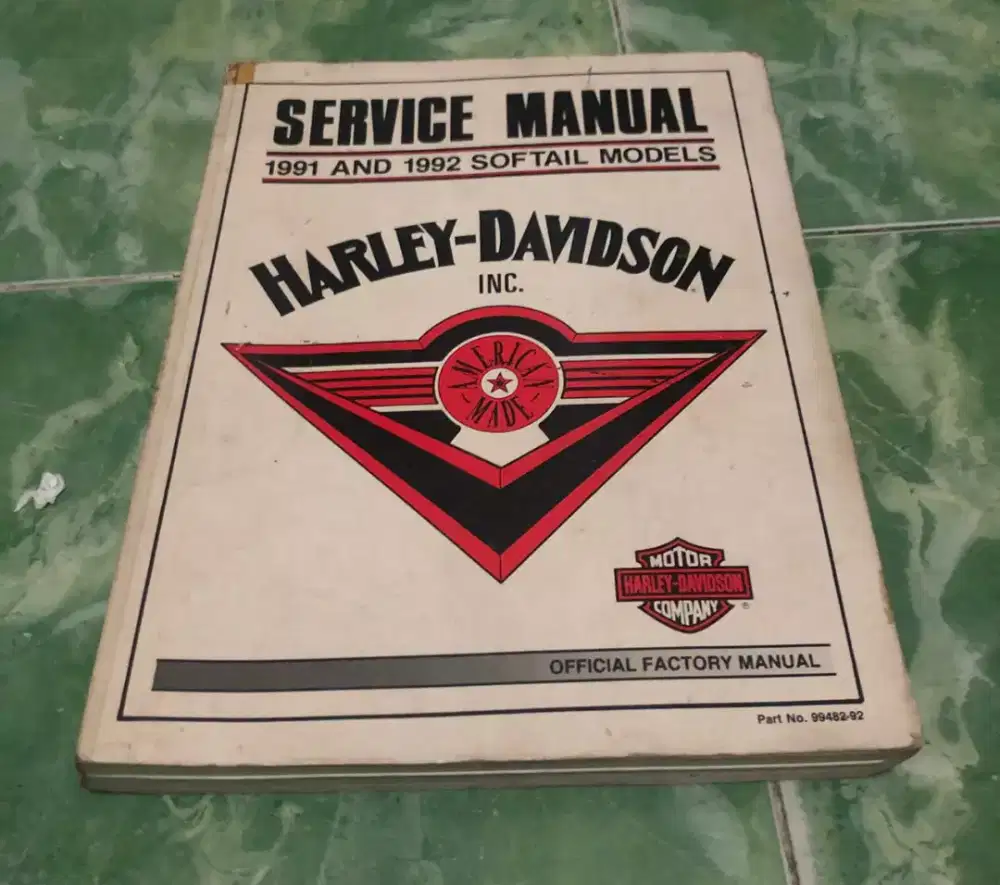 SERVICE MANUAL
1991 AND 1992 SOFTAIL MODELS
HARLEY-DAVIDSON
INC.
AMERICAN
MADE
MOTOR
HARLEY-DAVIDSON
COMPANY
®
OFFICIAL FACTORY MANUAL
Part No. 99482-92